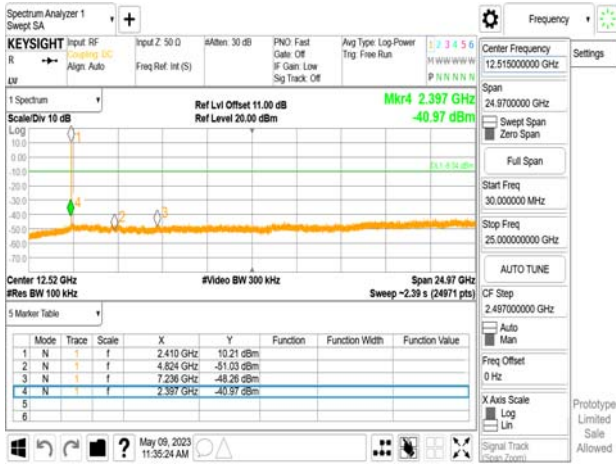 Spectrum Analyzer 1
Swept SA
+
Frequency
KEYSIGHT
R
LXI
Input: RF
Coupling: DC
Align: Auto
Input Z: 50 Ω
Freq Ref: Int (S)
#Atten: 30 dB
PNO: Fast
Gate: Off
IF Gain: Low
Sig Track: Off
Avg Type: Log-Power
Trig: Free Run
1 2 3 4 5 6
M W W W W W
P N N N N N
1 Spectrum
Scale/Div 10 dB
Log
Ref Lvl Offset 11.00 dB
Ref Level 20.00 dBm
Mkr4 2.397 GHz
-40.97 dBm
10.0
0.00
-10.0
-20.0
-30.0
-40.0
-50.0
-60.0
-70.0
1
2
3
4
Center 12.52 GHz
#Res BW 100 kHz
#Video BW 300 kHz
Span 24.97 GHz
Sweep ~2.39 s (24971 pts)
5 Marker Table
Mode Trace Scale X Y Function Function Width Function Value
1 N 1 f 2.410 GHz 10.21 dBm
2 N 1 f 4.824 GHz -51.03 dBm
3 N 1 f 7.236 GHz -48.26 dBm
4 N 1 f 2.397 GHz -40.97 dBm
5
6
?
May 09, 2023
11:35:24 AM
Center Frequency
12.515000000 GHz
Span
24.9700000 GHz
Swept Span
Zero Span
Full Span
Start Freq
30.000000 MHz
Stop Freq
25.000000000 GHz
AUTO TUNE
CF Step
2.497000000 GHz
Auto
Man
Freq Offset
0 Hz
X Axis Scale
Log
Lin
Signal Track
(Span Zoom)
Settings
Prototype
Limited
Sale
Allowed